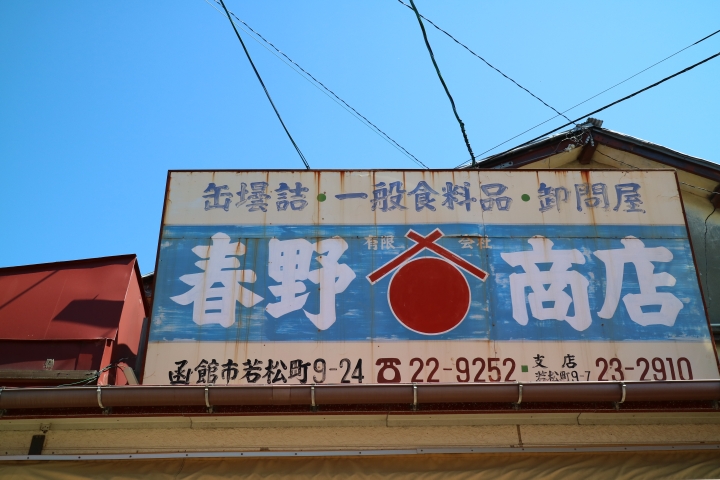 缶壜詰・一般食料品・卸問屋
有限 会社
春野 商店
函館市若松町9-24 ☎22-9252・支店 若松町9-7 23-2910